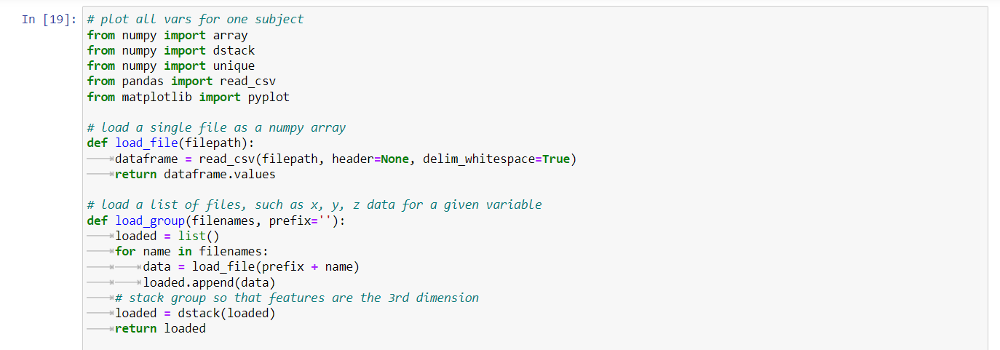 In [19]: # plot all vars for one subject
from numpy import array
from numpy import dstack
from numpy import unique
from pandas import read_csv
from matplotlib import pyplot

# load a single file as a numpy array
def load_file(filepath):
	dataframe = read_csv(filepath, header=None, delim_whitespace=True)
	return dataframe.values

# load a list of files, such as x, y, z data for a given variable
def load_group(filenames, prefix=''):
	loaded = list()
	for name in filenames:
		data = load_file(prefix + name)
		loaded.append(data)
	# stack group so that features are the 3rd dimension
	loaded = dstack(loaded)
	return loaded